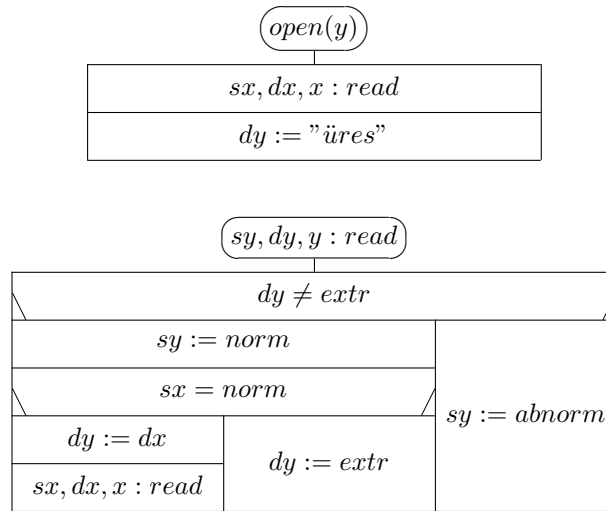 open(y)
sx, dx, x : read
dy := ”üres”
sy, dy, y : read
dy ≠ extr
sy := norm
sx = norm
sy := abnorm
dy := dx
dy := extr
sx, dx, x : read